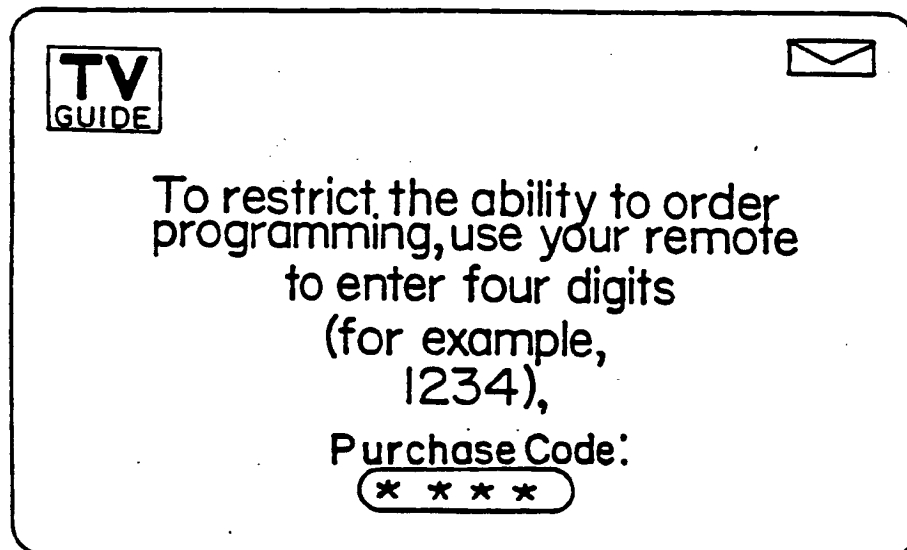 TV
GUIDE
To restrict the ability to order
programming, use your remote
to enter four digits
(for example,
1234),
Purchase Code:
* * * *